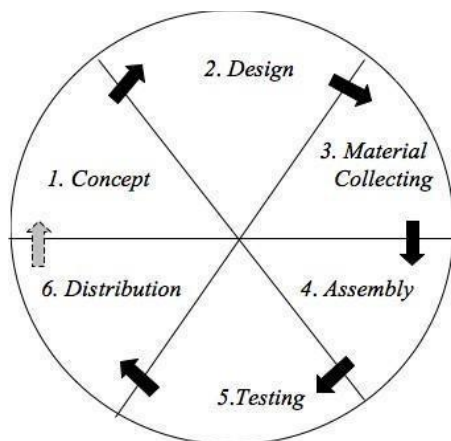 1. Concept
2. Design
3. Material
Collecting
4. Assembly
5.Testing
6. Distribution